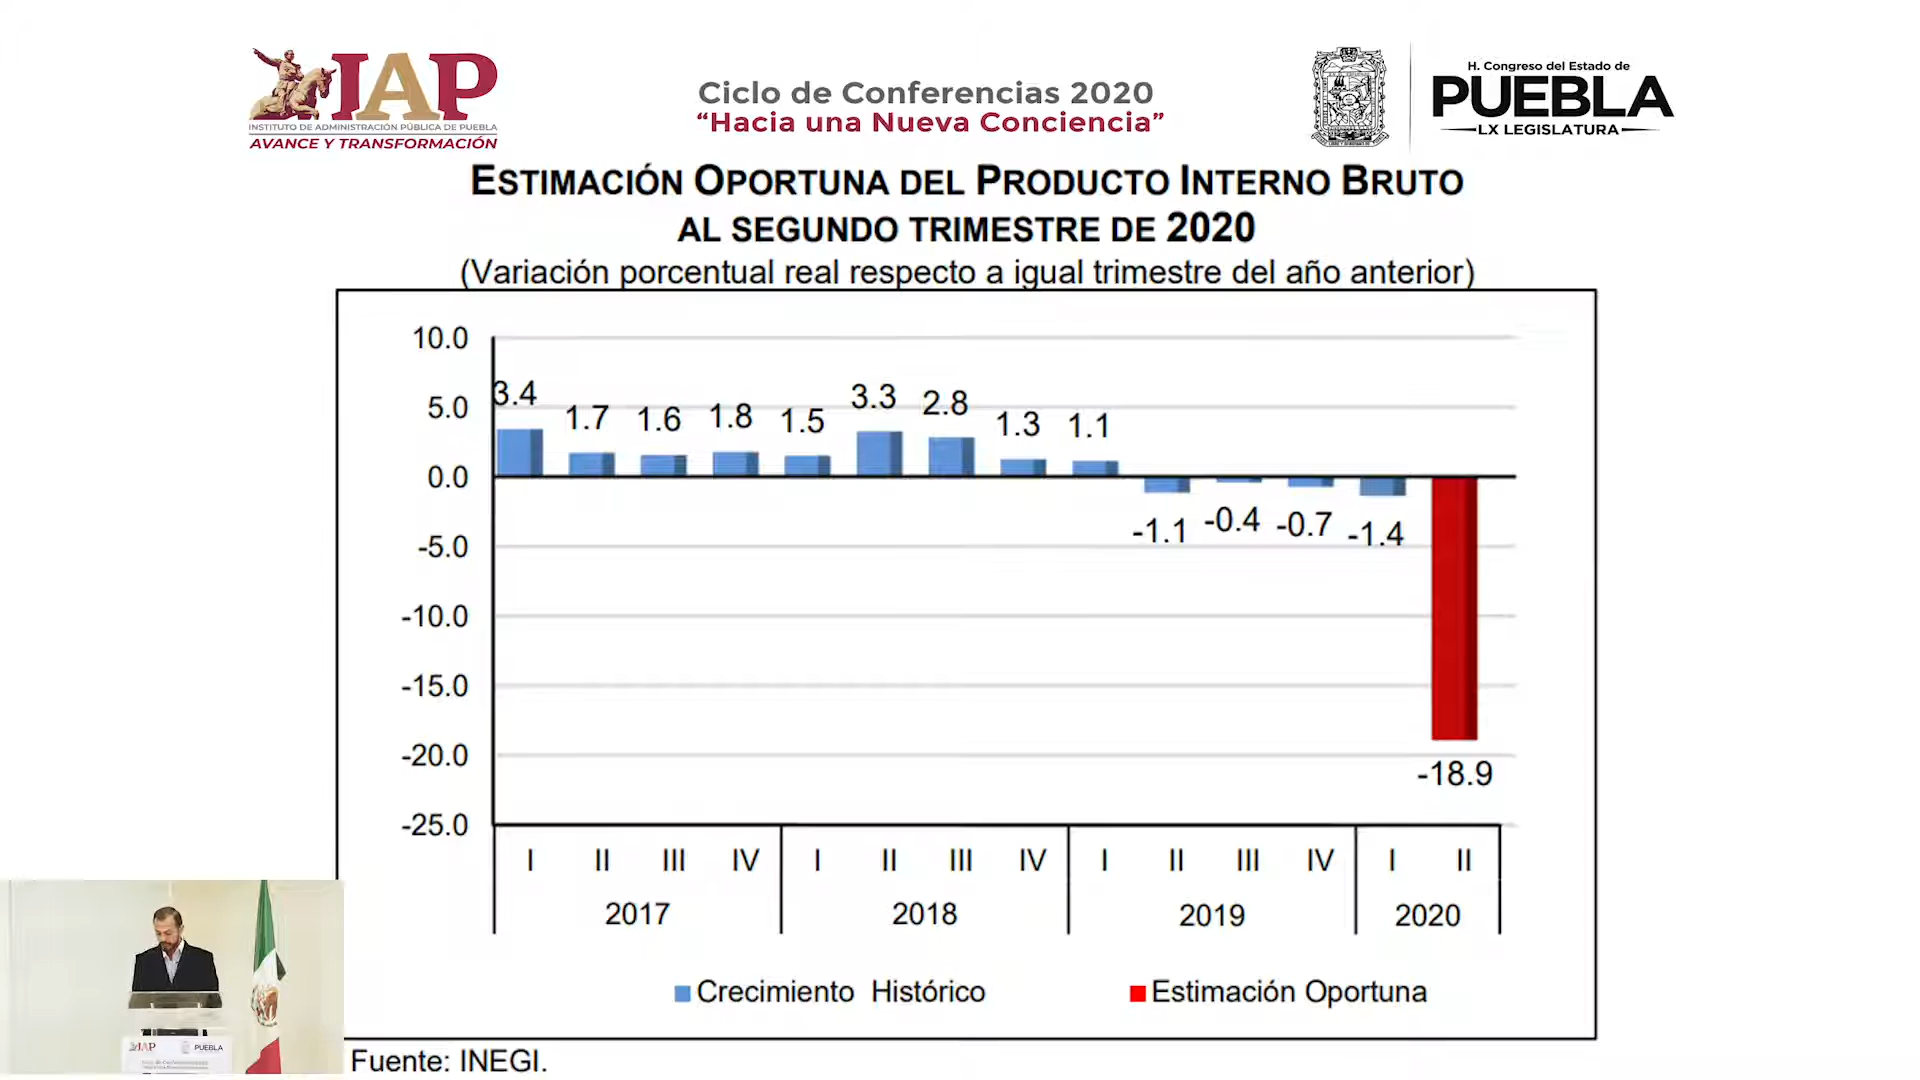 IAP
INSTITUTO DE ADMINISTRACIÓN PÚBLICA DE PUEBLA
AVANCE Y TRANSFORMACIÓN
Ciclo de Conferencias 2020
“Hacia una Nueva Conciencia”
H. Congreso del Estado de
PUEBLA
LX LEGISLATURA
ESTIMACIÓN OPORTUNA DEL PRODUCTO INTERNO BRUTO
AL SEGUNDO TRIMESTRE DE 2020
(Variación porcentual real respecto a igual trimestre del año anterior)
10.0
5.0
0.0
-5.0
-10.0
-15.0
-20.0
-25.0
3.4 1.7 1.6 1.8 1.5 3.3 2.8 1.3 1.1
-1.1 -0.4 -0.7 -1.4
-18.9
I II III IV I II III IV I II III IV I II
2017 2018 2019 2020
Crecimiento Histórico Estimación Oportuna
Fuente: INEGI.
IAP PUEBLA